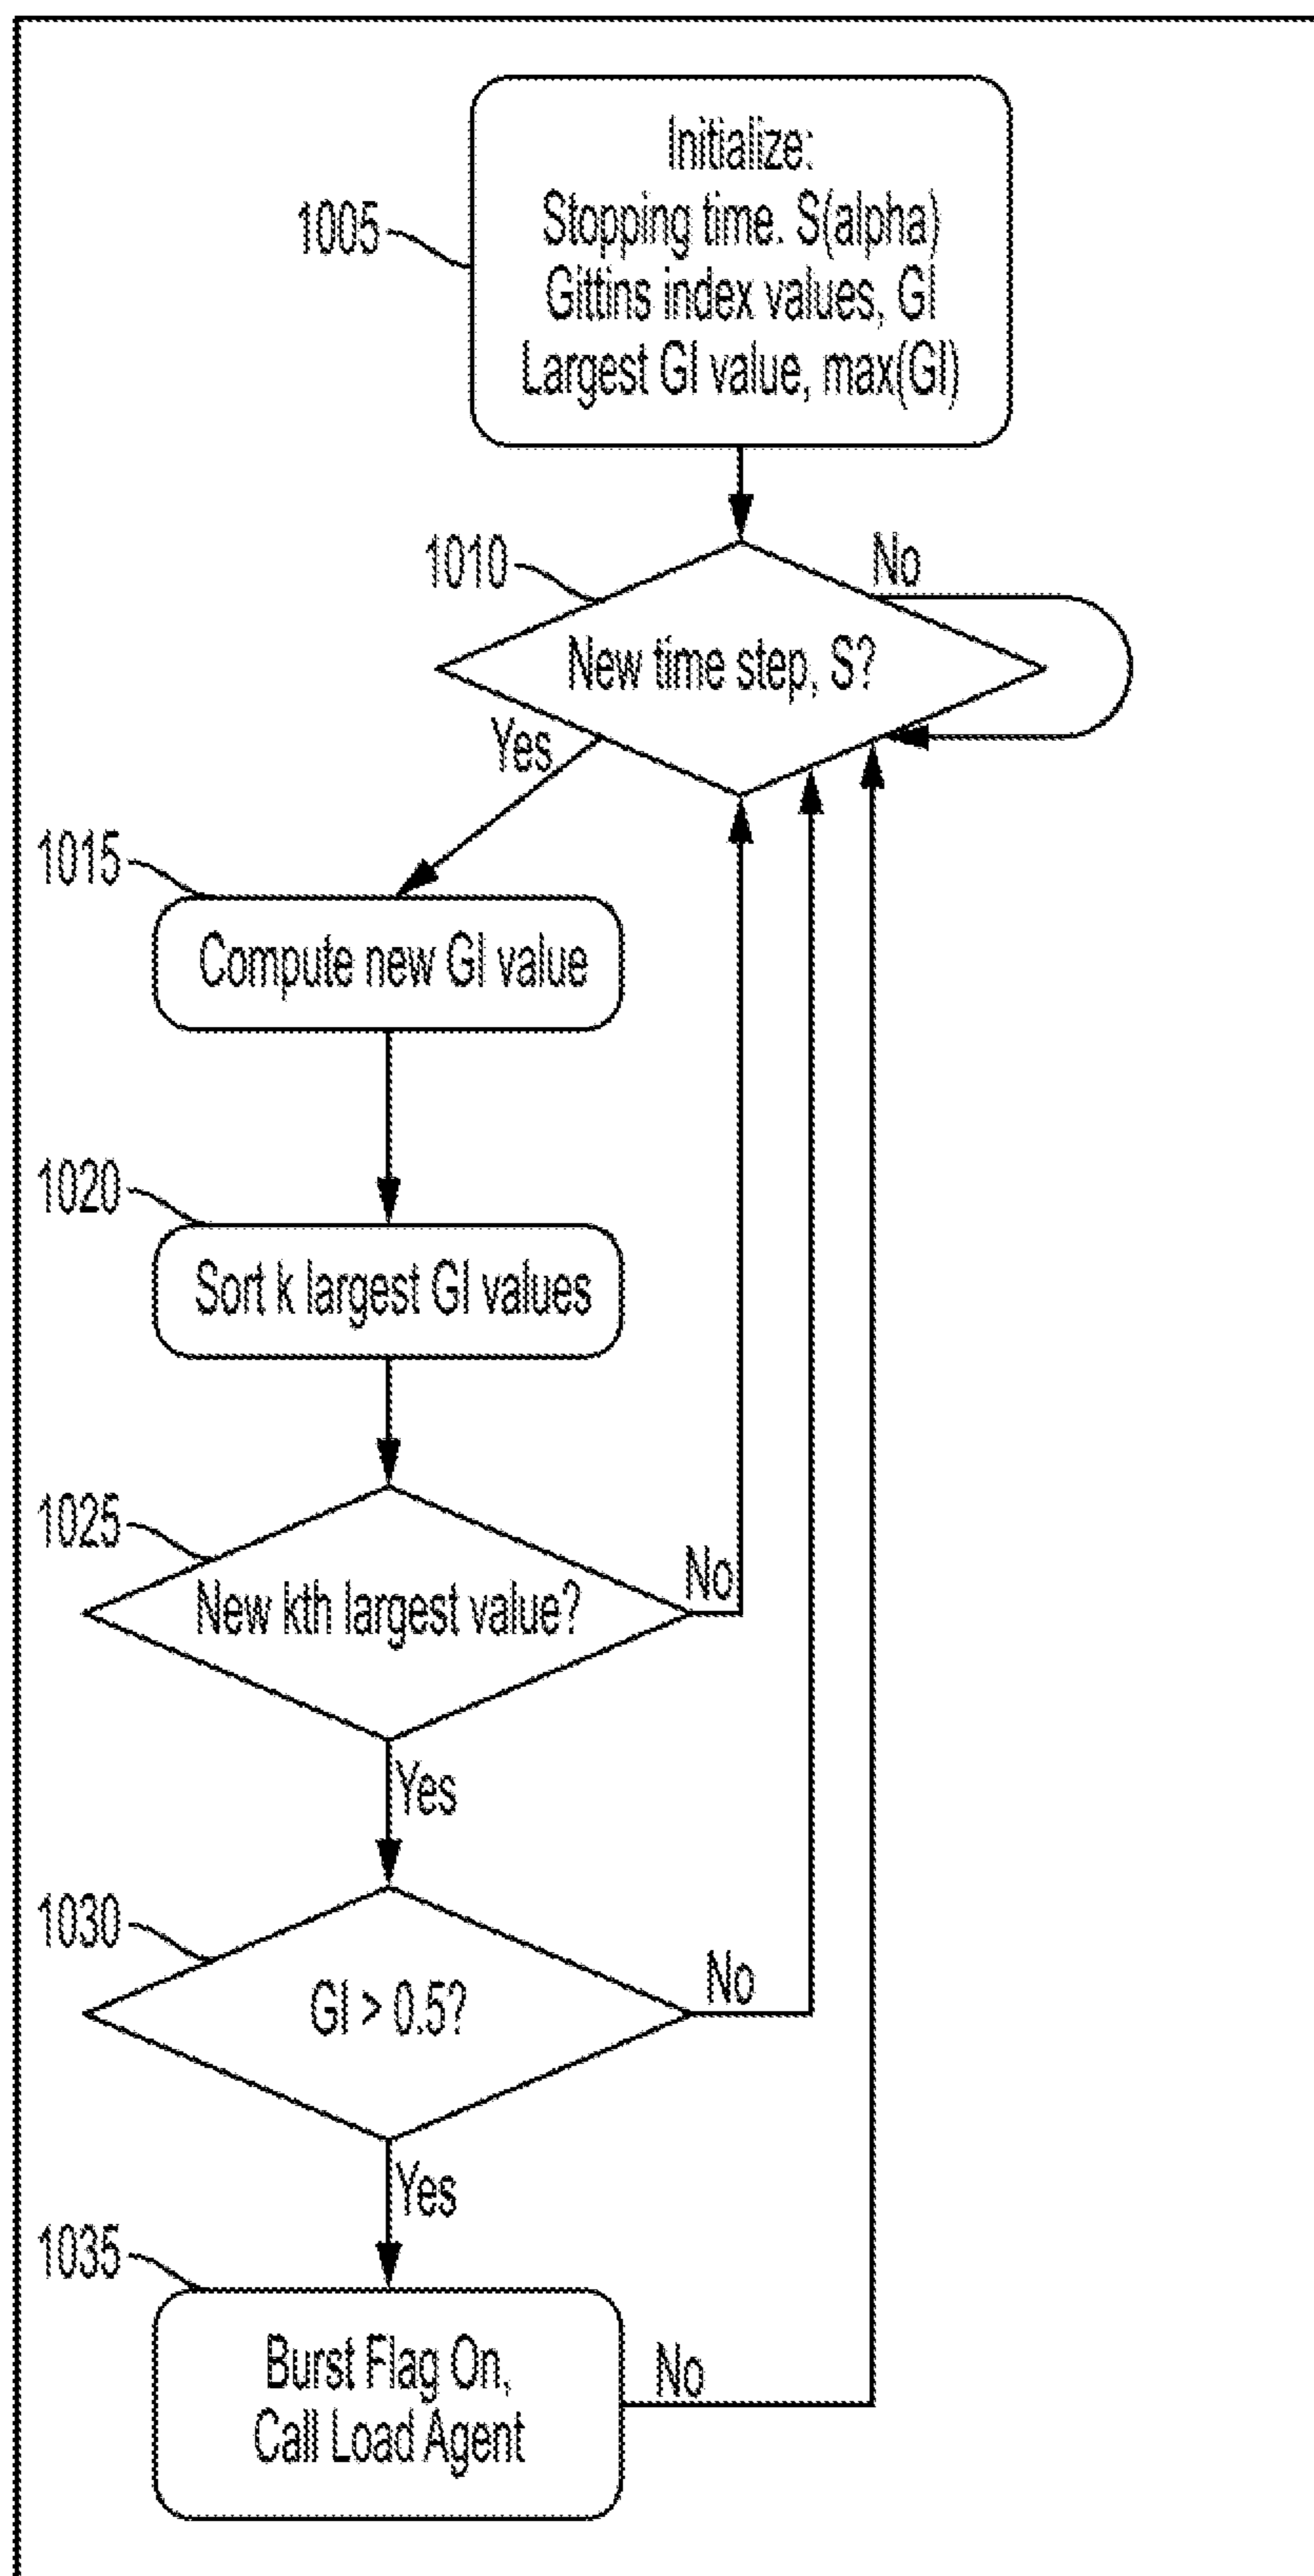 Initialize:
Stopping time. S(alpha)
Gittins index values, GI
Largest GI value, max(GI)
1005
1010
No
New time step, S?
Yes
1015
Compute new GI value
1020
Sort k largest GI values
1025
New kth largest value?
No
Yes
1030
GI > 0.5?
No
Yes
1035
Burst Flag On,
Call Load Agent
No